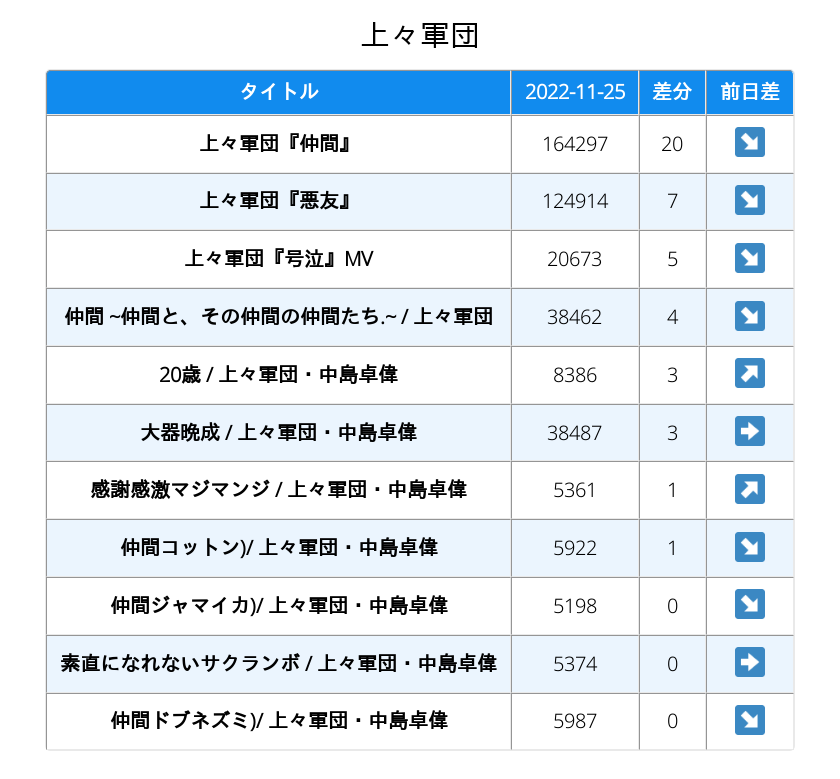 上々軍団
タイトル 2022-11-25 差分 前日差
上々軍団『仲間』 164297 20 ↘
上々軍団『悪友』 124914 7 ↘
上々軍団『号泣』MV 20673 5 ↘
仲間 ~仲間と、その仲間の仲間たち.~ / 上々軍団 38462 4 ↘
20歳 / 上々軍団・中島卓偉 8386 3 ↗
大器晩成 / 上々軍団・中島卓偉 38487 3 ➡
感謝感激マジマンジ / 上々軍団・中島卓偉 5361 1 ↗
仲間コットン)/ 上々軍団・中島卓偉 5922 1 ↘
仲間ジャマイカ)/ 上々軍団・中島卓偉 5198 0 ↘
素直になれないサクランボ / 上々軍団・中島卓偉 5374 0 ➡
仲間ドブネズミ)/ 上々軍団・中島卓偉 5987 0 ↘